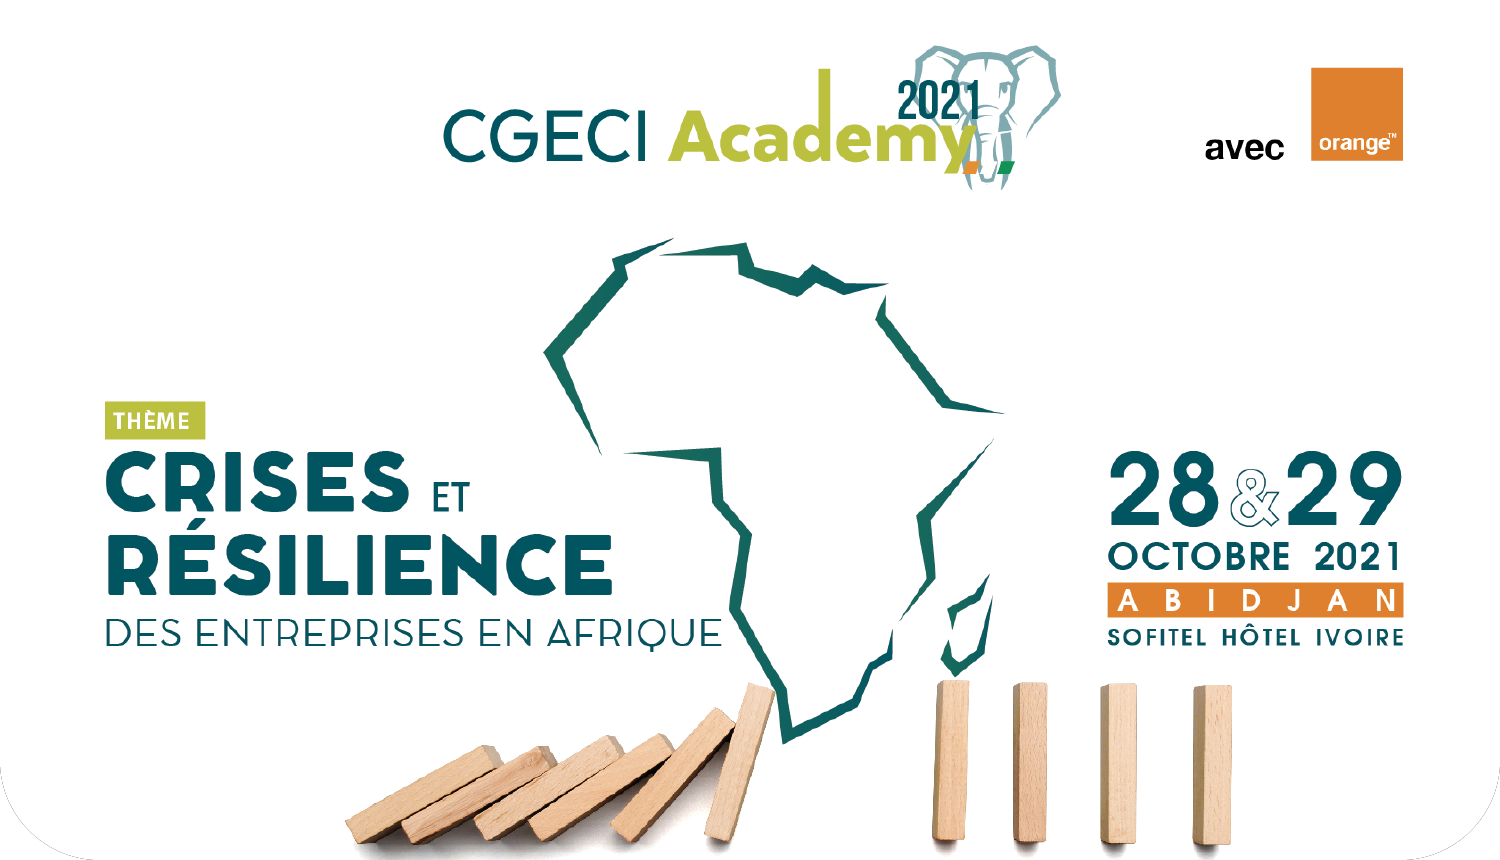 2021
CGECI Academy
avec
orange™
THÈME
CRISES ET
RÉSILIENCE
DES ENTREPRISES EN AFRIQUE
28&29
OCTOBRE 2021
ABIDJAN
SOFITEL HÔTEL IVOIRE